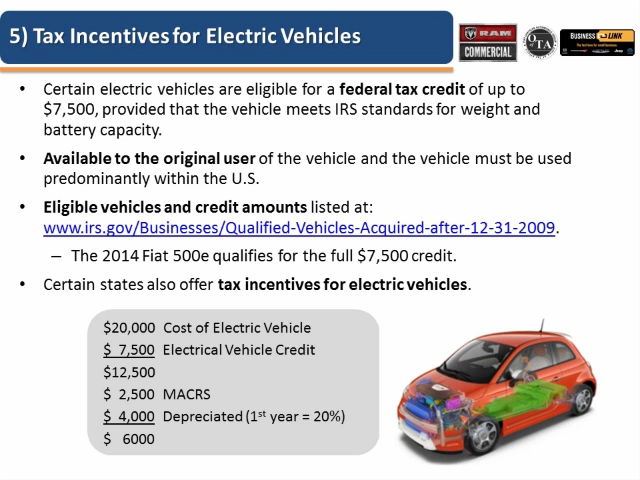 5) Tax Incentives for Electric Vehicles
RAM
COMMERCIAL
OTA
BUSINESS LINK
• Certain electric vehicles are eligible for a federal tax credit of up to
$7,500, provided that the vehicle meets IRS standards for weight and
battery capacity.
• Available to the original user of the vehicle and the vehicle must be used
predominantly within the U.S.
• Eligible vehicles and credit amounts listed at:
www.irs.gov/Businesses/Qualified-Vehicles-Acquired-after-12-31-2009.
– The 2014 Fiat 500e qualifies for the full $7,500 credit.
• Certain states also offer tax incentives for electric vehicles.
$20,000 Cost of Electric Vehicle
$ 7,500 Electrical Vehicle Credit
$12,500
$ 2,500 MACRS
$ 4,000 Depreciated (1st year = 20%)
$ 6000